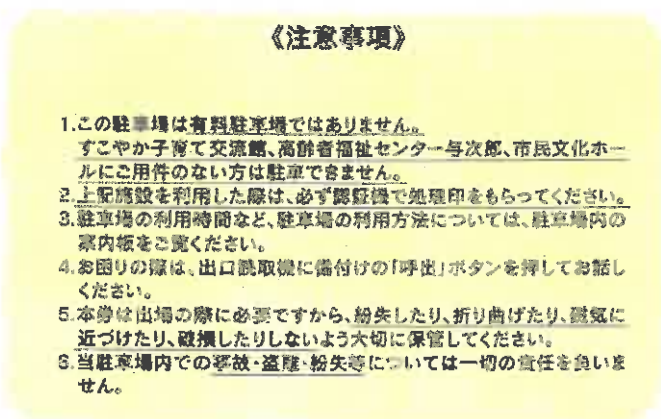 《注意事項》
1.この駐車場は有料駐車場ではありません。
すこやか子育て交流館、高齢者福祉センター与次郎、市民文化ホー
ルにご用件のない方は駐車できません。
2.上記施設を利用した際は、必ず認証機で処理印をもらってください。
3.駐車場の利用時間など、駐車場の利用方法については、駐車場内の
案内板をご覧ください。
4.お困りの際は、出口読取機に備付けの「呼出」ボタンを押してお話し
ください。
5.本券は出場の際に必要ですから、紛失したり、折り曲げたり、磁気に
近づけたり、破損したりしないよう大切に保管してください。
6.当駐車場内での事故・盗難・紛失等については一切の責任を負いま
せん。